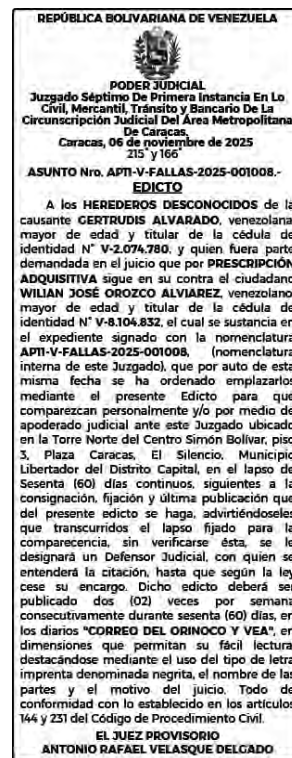 REPÚBLICA BOLIVARIANA DE VENEZUELA
PODER JUDICIAL
Juzgado Séptimo De Primera Instancia En Lo
Civil, Mercantil, Tránsito y Bancario De La
Circunscripción Judicial Del Área Metropolitana
De Caracas.
Caracas, 06 de noviembre de 2025
215° y 166°
ASUNTO Nro. AP11-V-FALLAS-2025-001008.-
EDICTO
A los HEREDEROS DESCONOCIDOS de la
causante GERTRUDIS ALVARADO, venezolana
mayor de edad y titular de la cédula de
identidad N° V-2.074.780, y quien fuera parte
demandada en el juicio que por PRESCRIPCIÓN
ADQUISITIVA sigue en su contra el ciudadano
WILIAN JOSÉ OROZCO ALVIAREZ, venezolano
mayor de edad y titular de la cédula de
identidad N° V-8.104.832, el cual se sustancia en
el expediente signado con la nomenclatura
AP11-V-FALLAS-2025-001008, (nomenclatura
interna de este Juzgado), que por auto de esta
misma fecha se ha ordenado emplazarlos
mediante el presente Edicto para que
comparezcan personalmente y/o por medio de
apoderado judicial ante este Juzgado ubicado
en la Torre Norte del Centro Simón Bolívar, piso
3, Plaza Caracas, El Silencio, Municipio
Libertador del Distrito Capital, en el lapso de
Sesenta (60) días continuos, siguientes a la
consignación, fijación y última publicación que
del presente edicto se haga, advirtiéndoseles
que transcurridos el lapso fijado para la
comparecencia, sin verificarse ésta, se le
designará un Defensor Judicial, con quien se
entenderá la citación, hasta que según la ley
cese su encargo. Dicho edicto deberá ser
publicado dos (02) veces por semana
consecutivamente durante sesenta (60) días, en
los diarios "CORREO DEL ORINOCO Y VEA", en
dimensiones que permitan su fácil lectura
destacándose mediante el uso del tipo de letra
imprenta denominada negrita, el nombre de las
partes y el motivo del juicio. Todo de
conformidad con lo establecido en los artículos
144 y 231 del Código de Procedimiento Civil.
EL JUEZ PROVISORIO
ANTONIO RAFAEL VELASQUE DELGADO